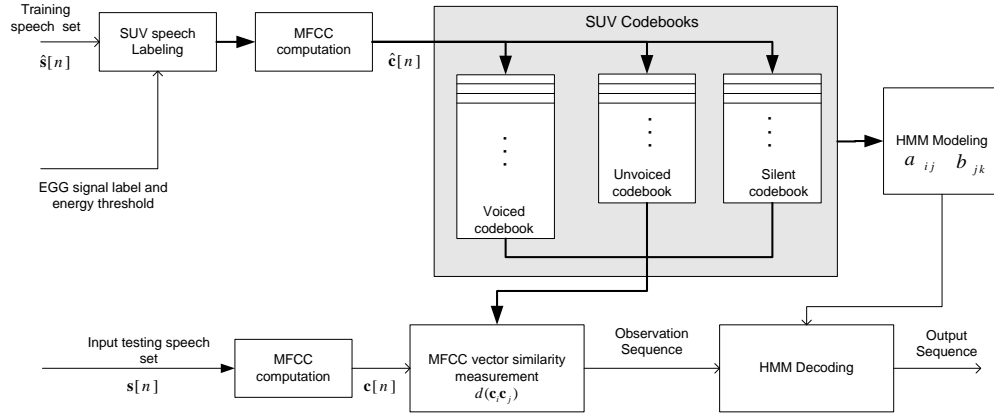 Training
speech set
ŝ[n]
SUV speech
Labeling
MFCC
computation
ĉ[n]
SUV Codebooks
EGG signal label and
energy threshold
Voiced
codebook
Unvoiced
codebook
Silent
codebook
HMM Modeling
a ij b jk
Input testing speech
set
s[n]
MFCC
computation
c[n]
MFCC vector similarity
measurement
d(c i c j )
Observation
Sequence
HMM Decoding
Output
Sequence